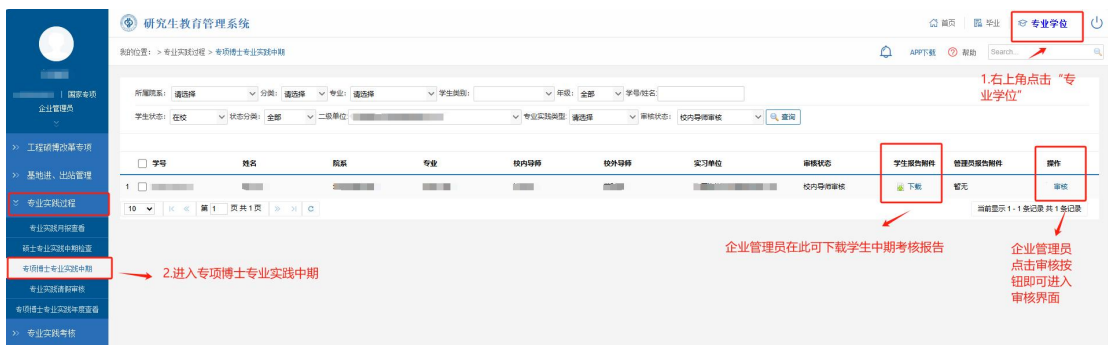 研究生教育管理系统
首页 毕业 专业学位
我的位置： > 专业实践过程 > 专项博士专业实践中期
APP下载 帮助 Search...
1.右上角点击“专
业学位”
| 国家专项
企业管理员
所属院系: 请选择 分类: 请选择 专业: 请选择 学生类别: 年级: 全部 学号/姓名:
学生状态: 在校 状态分类: 全部 二级单位: 专业实践类型: 请选择 审核状态: 校内导师审核 查询
>> 工程硕博改革专项
>> 基地进、出站管理
专业实践过程
专业实践月报查看
硕士专业实践中期检查
专项博士专业实践中期
专业实践请假审核
专项博士专业实践年度查看
>> 专业实践考核
学号 姓名 院系 专业 校内导师 校外导师 实习单位 审核状态 学生报告附件 管理员报告附件 操作
1 校内导师审核 下载 暂无 审核
10 第 1 页 共 1 页 当前显示 1 - 1 条记录 共 1 条记录
2.进入专项博士专业实践中期
企业管理员在此可下载学生中期考核报告
企业管理员
点击审核按
钮即可进入
审核界面